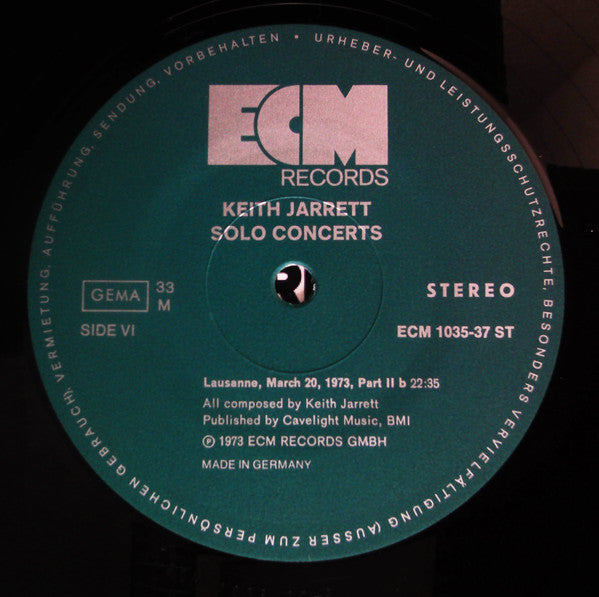 ECM
RECORDS
KEITH JARRETT
SOLO CONCERTS
GEMA
33
M
STEREO
SIDE VI
ECM 1035-37 ST
Lausanne, March 20, 1973, Part II b 22:35
All composed by Keith Jarrett
Published by Cavelight Music, BMI
Ⓟ 1973 ECM RECORDS GMBH
MADE IN GERMANY
URHEBER- UND LEISTUNGSSCHUTZRECHTE, BESONDERS VERVIELFÄLTIGUNG (AUSSER ZUM PERSÖNLICHEN GEBRAUCH), VERMIETUNG, AUFFÜHRUNG, SENDUNG, VORBEHALTEN •